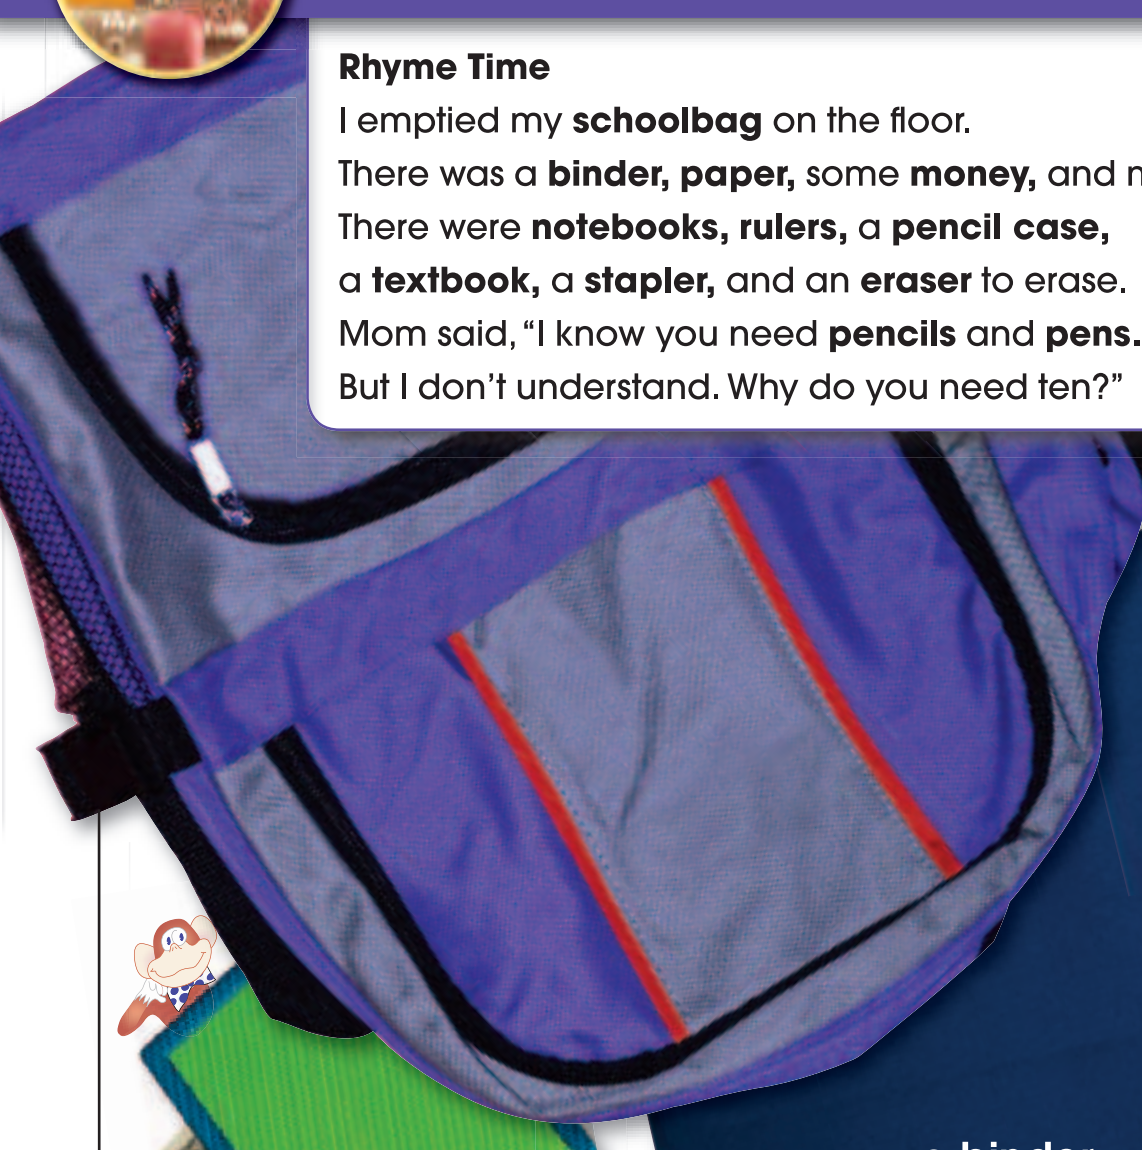 Rhyme Time
I emptied my schoolbag on the floor.
There was a binder, paper, some money, and
There were notebooks, rulers, a pencil case,
a textbook, a stapler, and an eraser to erase.
Mom said, “I know you need pencils and pens.
But I don’t understand. Why do you need ten?”